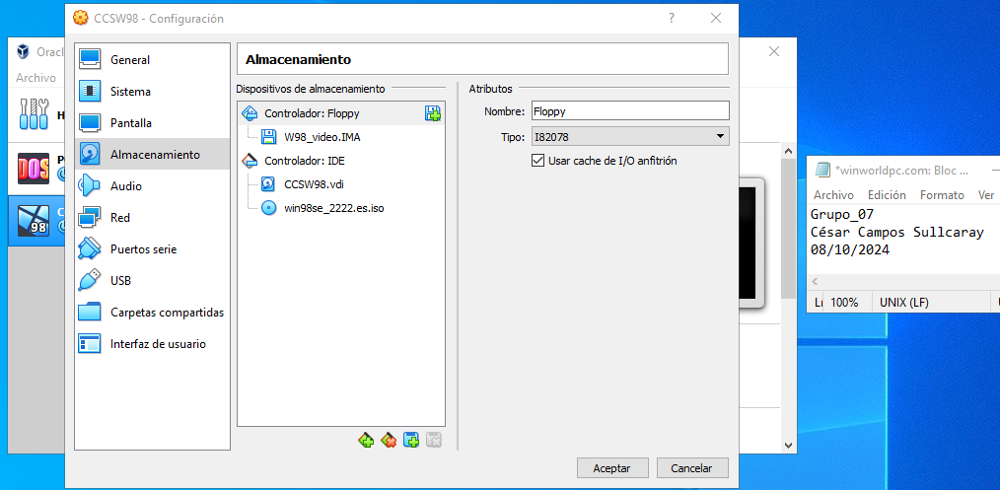 CCSW98 - Configuración
?
Oracl
Archivo
General
Sistema
Pantalla
Almacenamiento
Audio
Red
Puertos serie
USB
Carpetas compartidas
Interfaz de usuario
Almacenamiento
Dispositivos de almacenamiento
Controlador: Floppy
W98_video.IMA
Controlador: IDE
CCSW98.vdi
win98se_2222.es.iso
Atributos
Nombre: Floppy
Tipo: I82078
Usar cache de I/O anfitrión
Aceptar
Cancelar
H
DOS
P
98
C
*winworldpc.com: Bloc ...
Archivo Edición Formato Ver
Grupo_07
César Campos Sullcaray
08/10/2024
Lr 100% UNIX (LF)